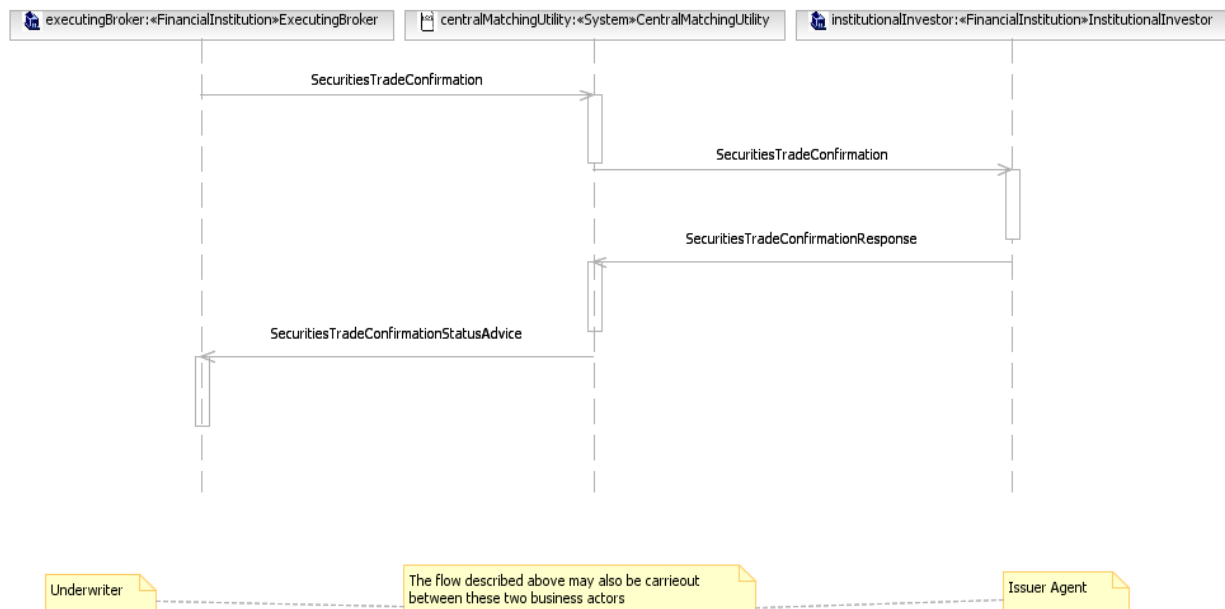 executingBroker:«FinancialInstitution»ExecutingBroker
centralMatchingUtility:«System»CentralMatchingUtility
institutionalInvestor:«FinancialInstitution»InstitutionalInvestor
SecuritiesTradeConfirmation
SecuritiesTradeConfirmation
SecuritiesTradeConfirmationResponse
SecuritiesTradeConfirmationStatusAdvice
Underwriter
The flow described above may also be carrieout
between these two business actors
Issuer Agent